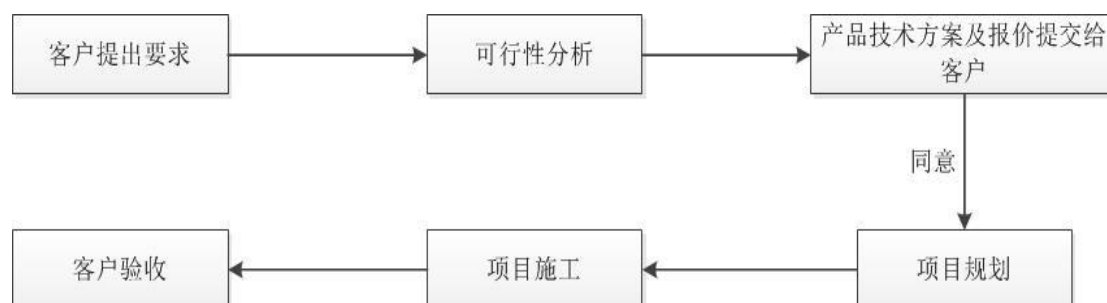 客户提出要求
可行性分析
产品技术方案及报价提交给
客户
同意
项目规划
项目施工
客户验收